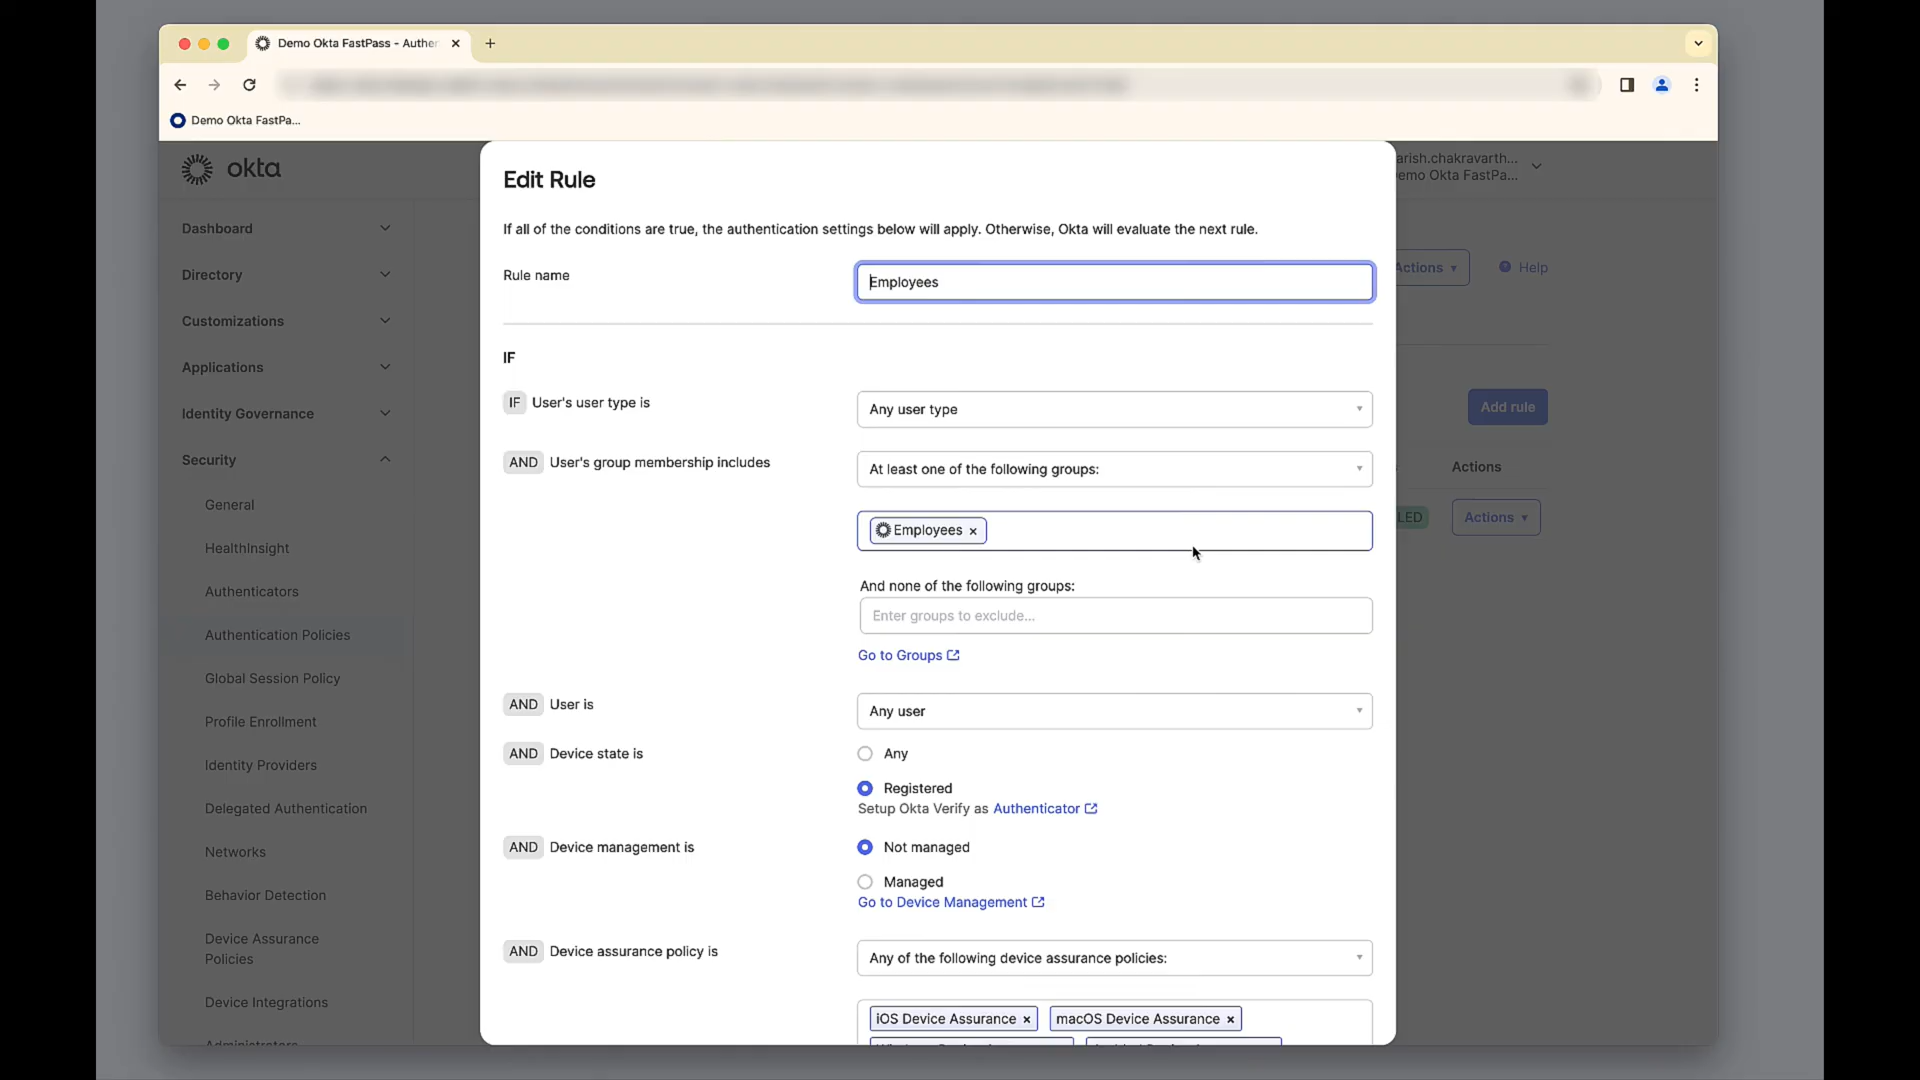 Demo Okta FastPass - Auther
Demo Okta FastPa...
okta
arish.chakravarth...
emo Okta FastPa...
Dashboard
Directory
Customizations
Applications
Identity Governance
Security
General
HealthInsight
Authenticators
Authentication Policies
Global Session Policy
Profile Enrollment
Identity Providers
Delegated Authentication
Networks
Behavior Detection
Device Assurance
Policies
Device Integrations
Administrators
Edit Rule
If all of the conditions are true, the authentication settings below will apply. Otherwise, Okta will evaluate the next rule.
Rule name
Employees
IF
IF User's user type is
Any user type
AND User's group membership includes
At least one of the following groups:
Employees ×
And none of the following groups:
Enter groups to exclude...
Go to Groups
AND User is
Any user
AND Device state is
Any
Registered
Setup Okta Verify as Authenticator
AND Device management is
Not managed
Managed
Go to Device Management
AND Device assurance policy is
Any of the following device assurance policies:
iOS Device Assurance × macOS Device Assurance ×
Actions
Help
Add rule
Actions
LED
Actions